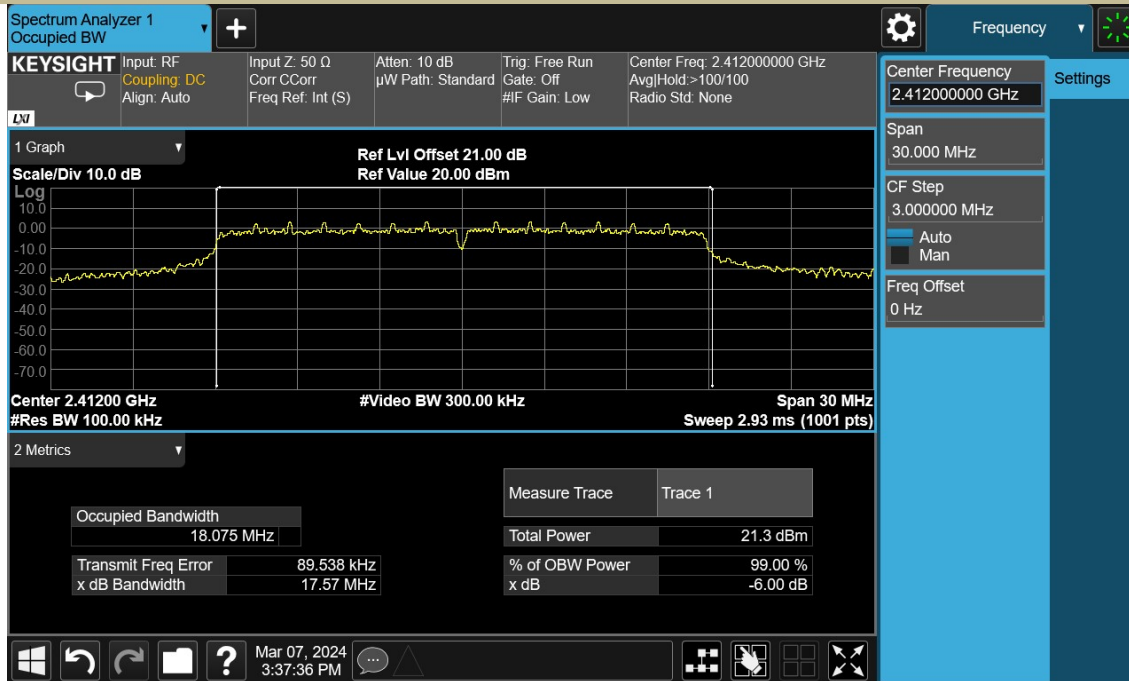 Spectrum Analyzer 1
Occupied BW
+
Frequency
KEYSIGHT
LXI
Input: RF
Coupling: DC
Align: Auto
Input Z: 50 Ω
Corr CCorr
Freq Ref: Int (S)
Atten: 10 dB
µW Path: Standard
Trig: Free Run
Gate: Off
#IF Gain: Low
Center Freq: 2.412000000 GHz
Avg|Hold:>100/100
Radio Std: None
Center Frequency
2.412000000 GHz
Settings
Span
30.000 MHz
CF Step
3.000000 MHz
Auto
Man
Freq Offset
0 Hz
1 Graph
Scale/Div 10.0 dB
Ref Lvl Offset 21.00 dB
Ref Value 20.00 dBm
Log
10.0
0.00
-10.0
-20.0
-30.0
-40.0
-50.0
-60.0
-70.0
Center 2.41200 GHz
#Video BW 300.00 kHz
Span 30 MHz
#Res BW 100.00 kHz
Sweep 2.93 ms (1001 pts)
2 Metrics
Measure Trace Trace 1
Occupied Bandwidth
18.075 MHz
Total Power 21.3 dBm
Transmit Freq Error 89.538 kHz
% of OBW Power 99.00 %
x dB Bandwidth 17.57 MHz
x dB -6.00 dB
?
Mar 07, 2024
3:37:36 PM